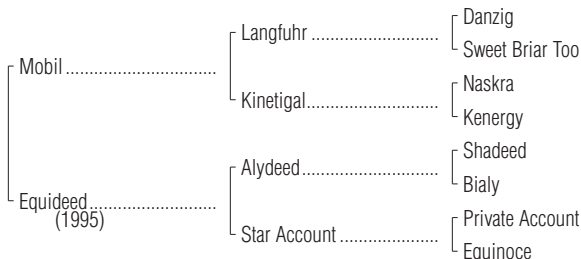 Danzig
Langfuhr ........................
Sweet Briar Too
Mobil ............................
Naskra
Kinetigal.........................
Kenergy
Shadeed
Alydeed..........................
Bialy
Equideed........................
(1995)
Private Account
Star Account ..................
Equinoce